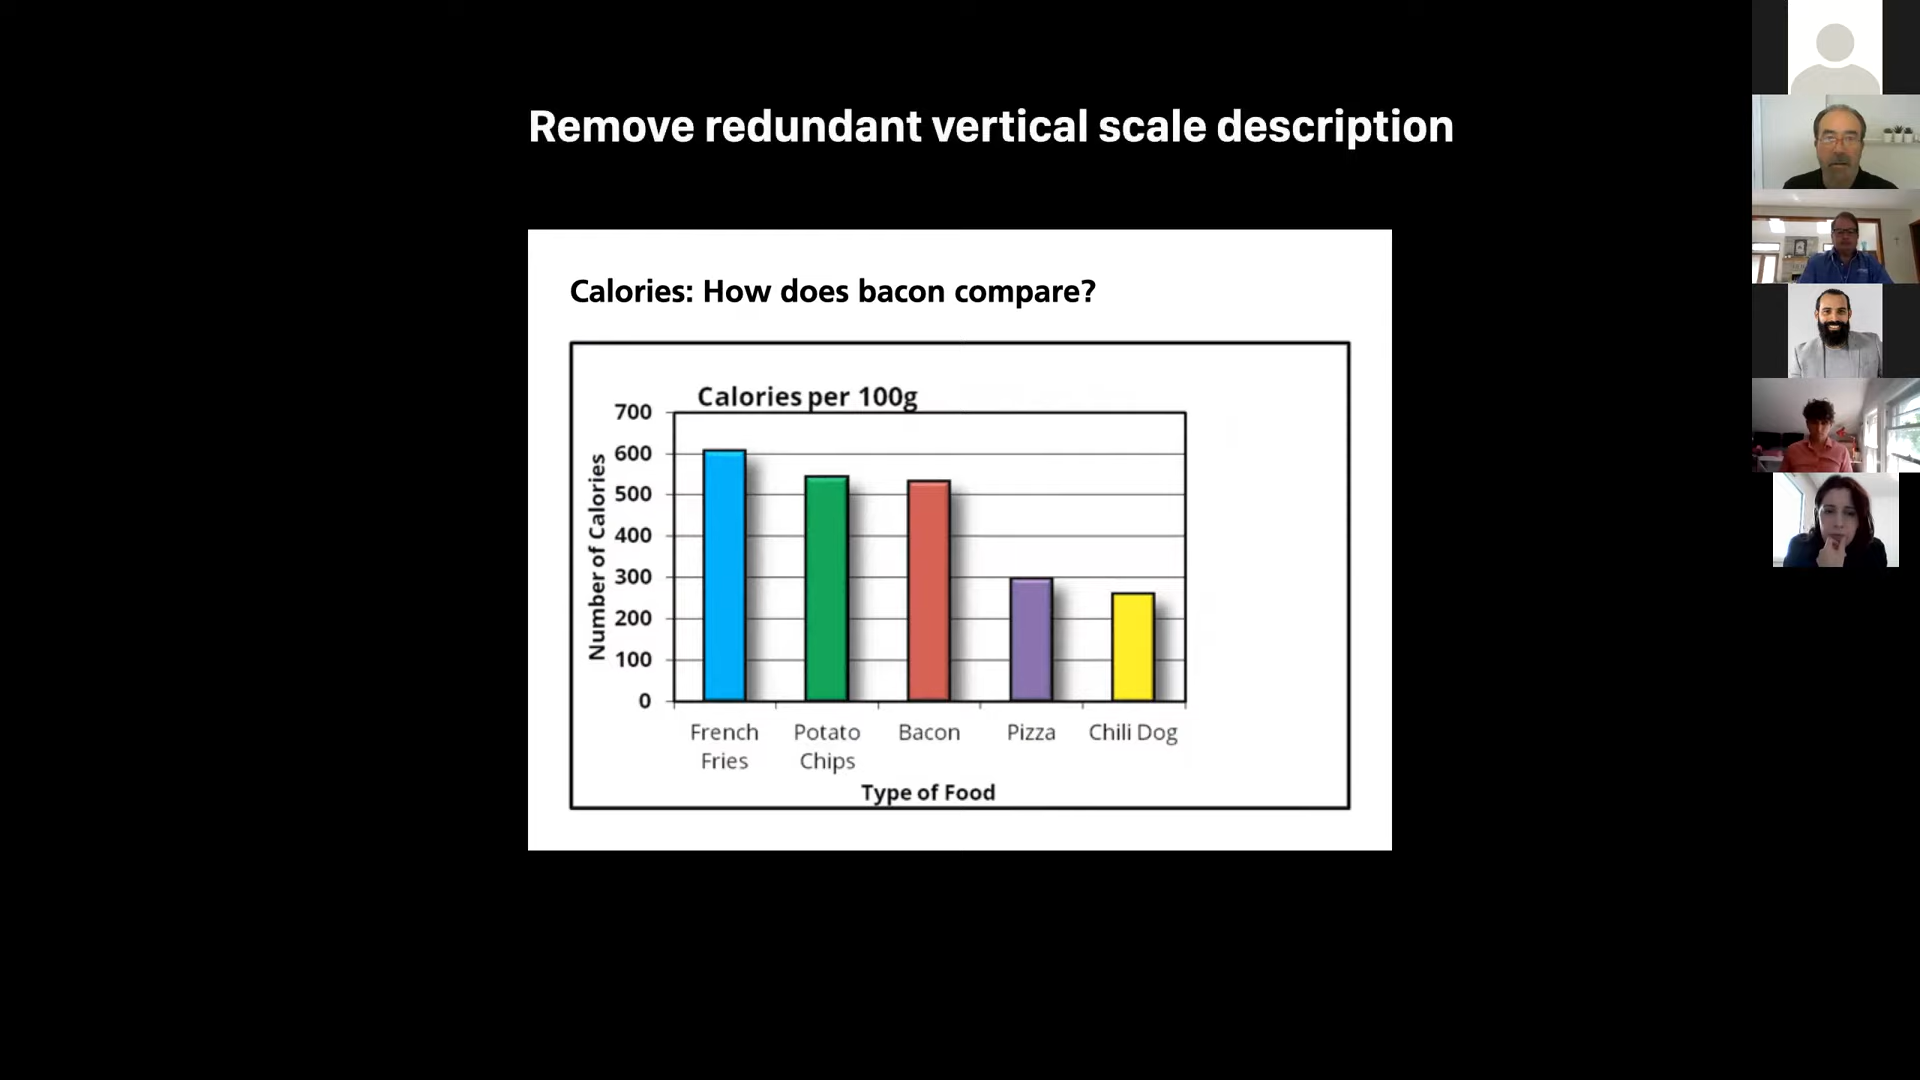 Remove redundant vertical scale description
Calories: How does bacon compare?
Calories per 100g
Number of Calories
700
600
500
400
300
200
100
0
French Fries
Potato Chips
Bacon
Pizza
Chili Dog
Type of Food